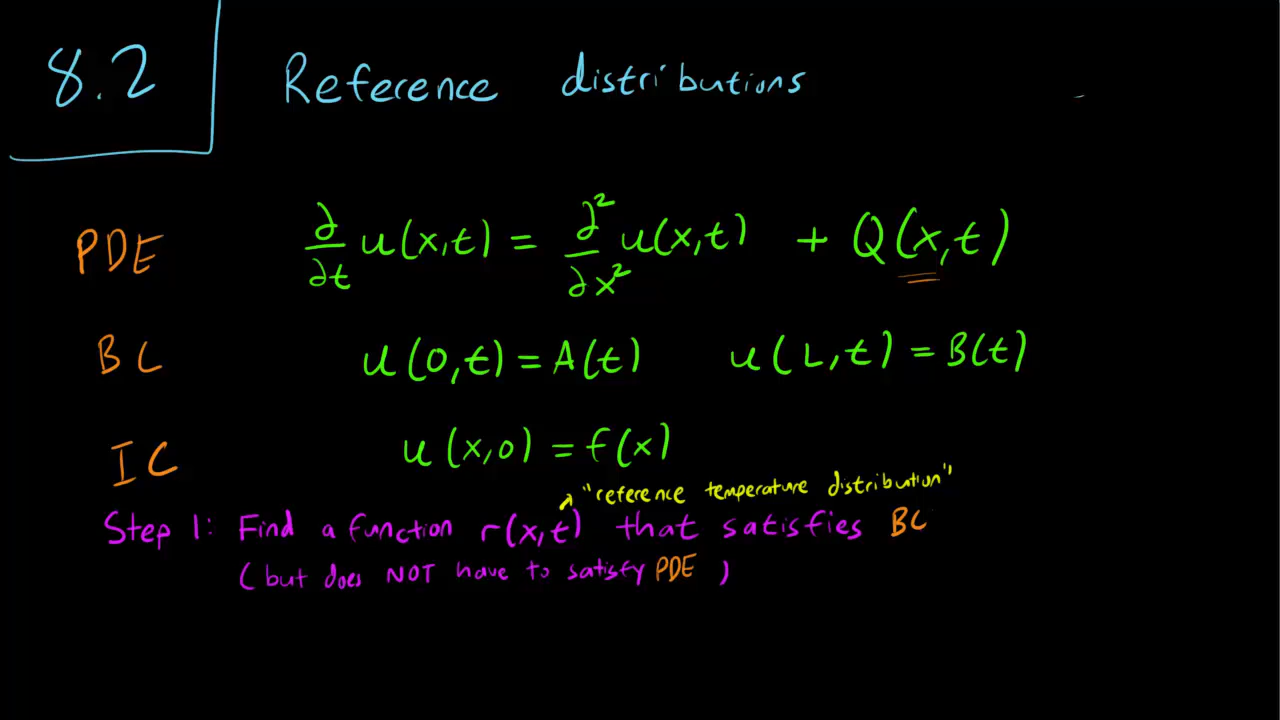 8.2 Reference distributions
PDE ∂/∂t u(x,t) = ∂²/∂x² u(x,t) + Q(x,t)
BC u(0,t) = A(t) u(L,t) = B(t)
IC u(x,0) = f(x)
"reference temperature distribution"
Step 1: Find a function r(x,t) that satisfies BC
(but does NOT have to satisfy PDE)